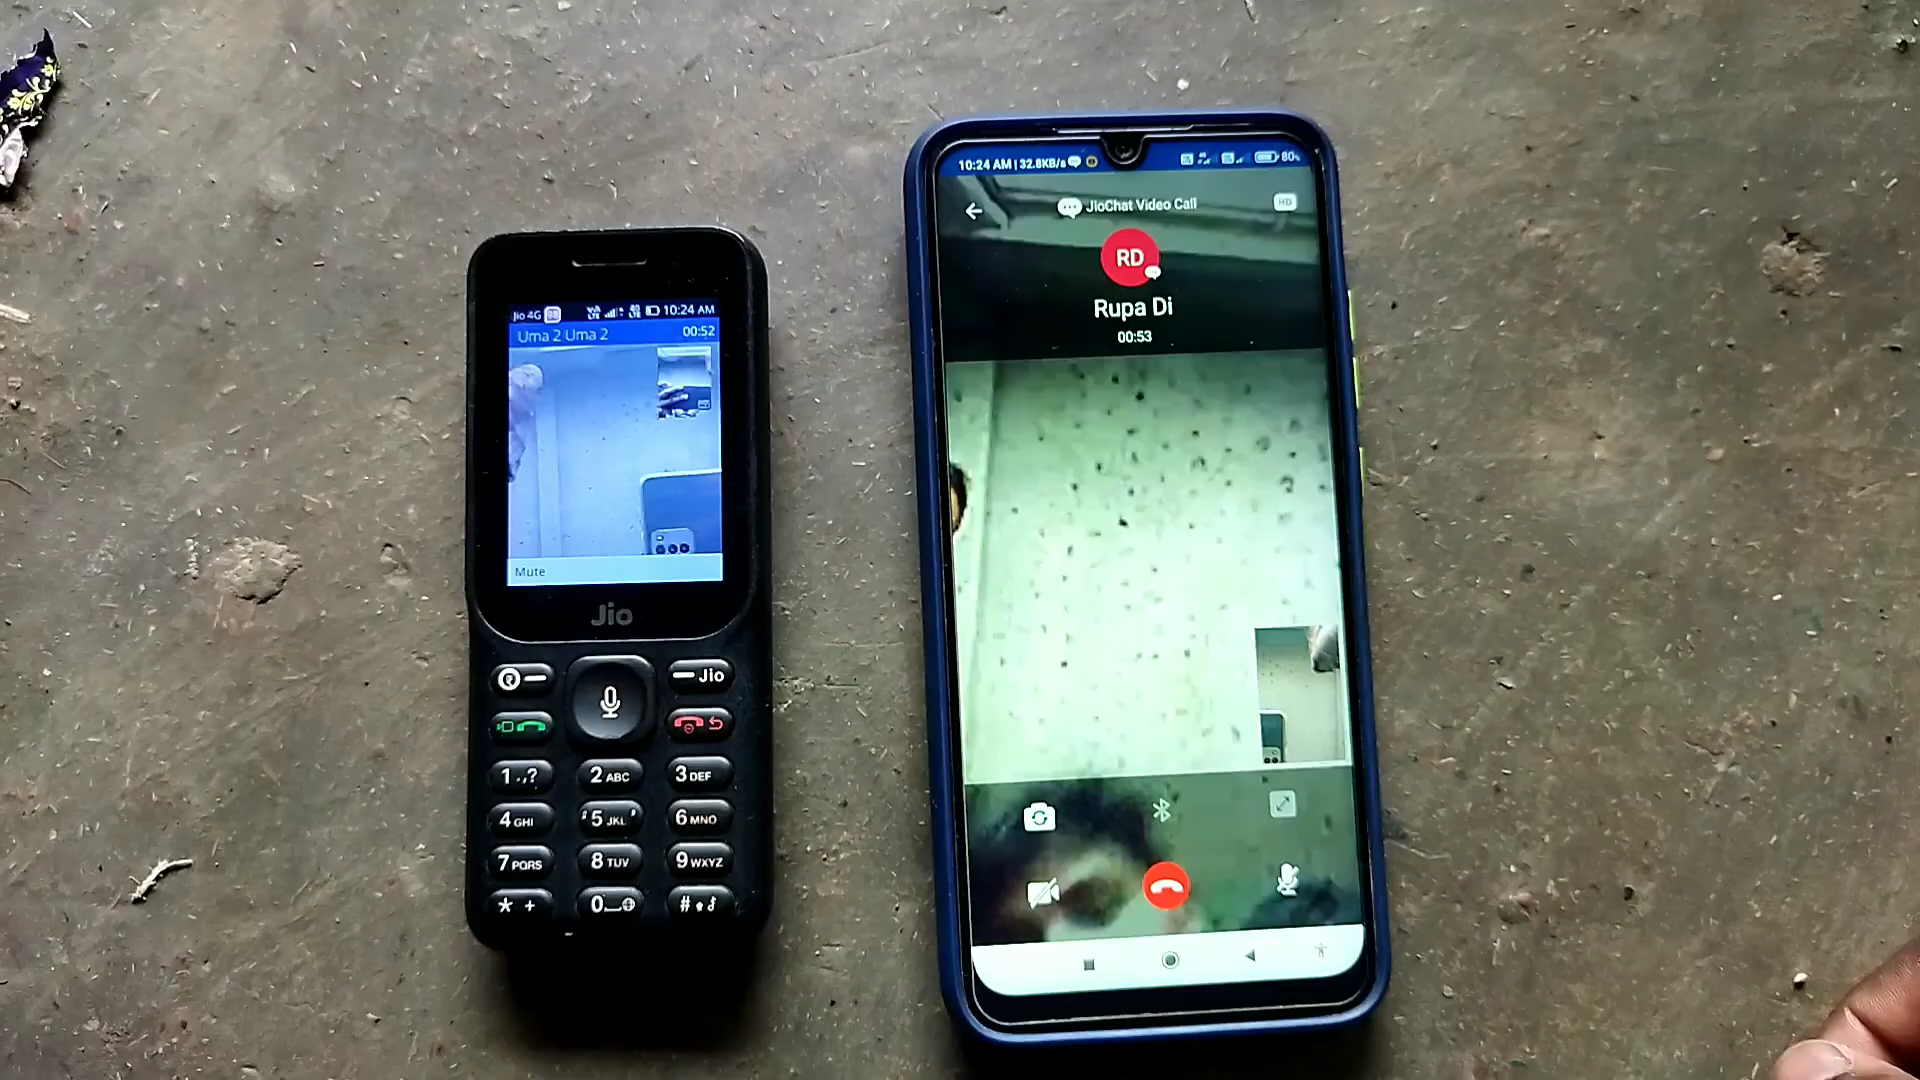 Jio 4G 98 10:24 AM
Uma 2 Uma 2 00:52
Mute
Jio
Jio
1 .,?
2 ABC
3 DEF
4 GHI
5 JKL
6 MNO
7 PQRS
8 TUV
9 WXYZ
* +
0
#
10:24 AM | 32.8KB/s 80%
JioChat Video Call
HD
RD
Rupa Di
00:53